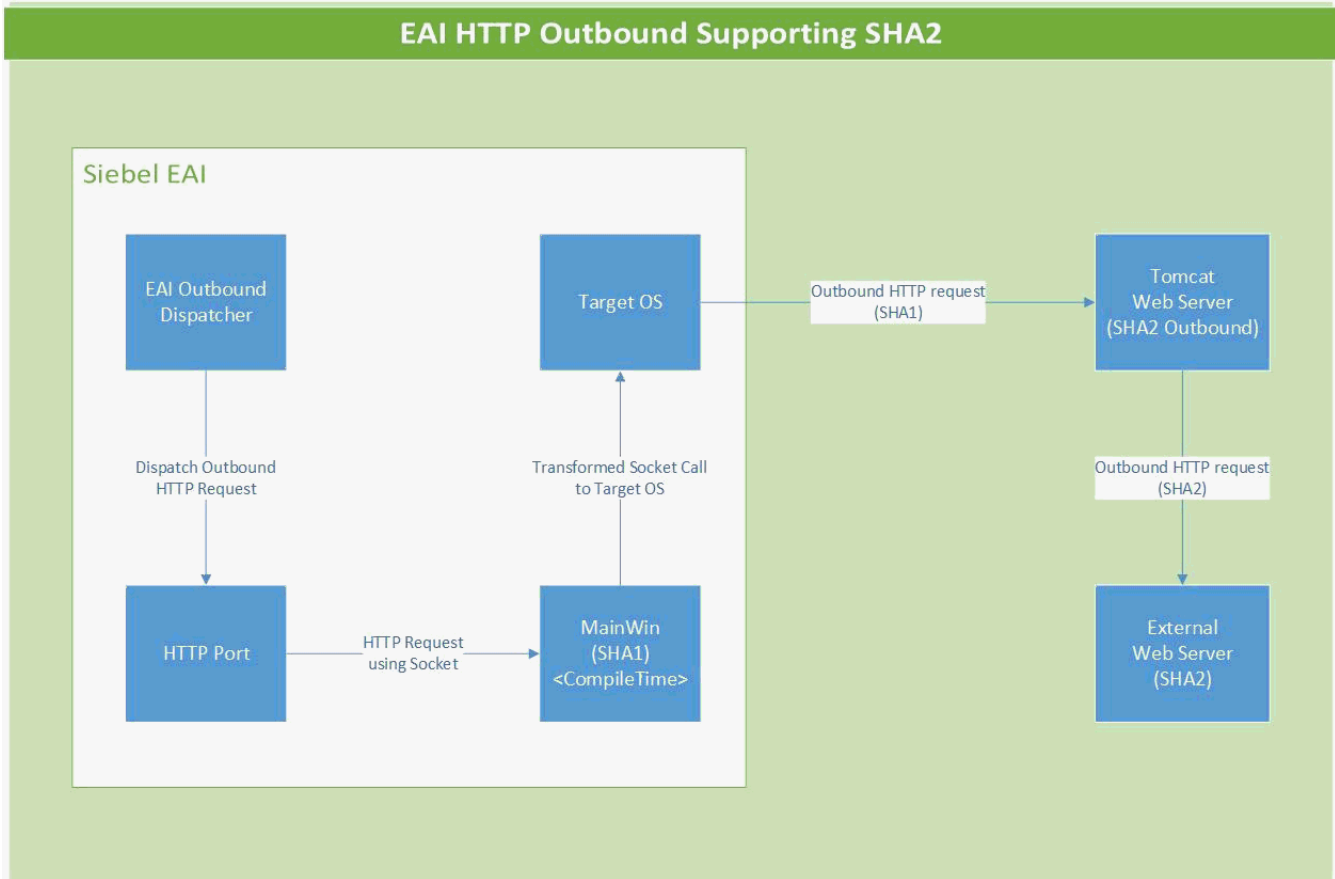 EAI HTTP Outbound Supporting SHA2
Siebel EAI
EAI Outbound
Dispatcher
Target OS
Outbound HTTP request
(SHA1)
Tomcat
Web Server
(SHA2 Outbound)
Dispatch Outbound
HTTP Request
Transformed Socket Call
to Target OS
Outbound HTTP request
(SHA2)
HTTP Port
HTTP Request
using Socket
MainWin
(SHA1)
<CompileTime>
External
Web Server
(SHA2)